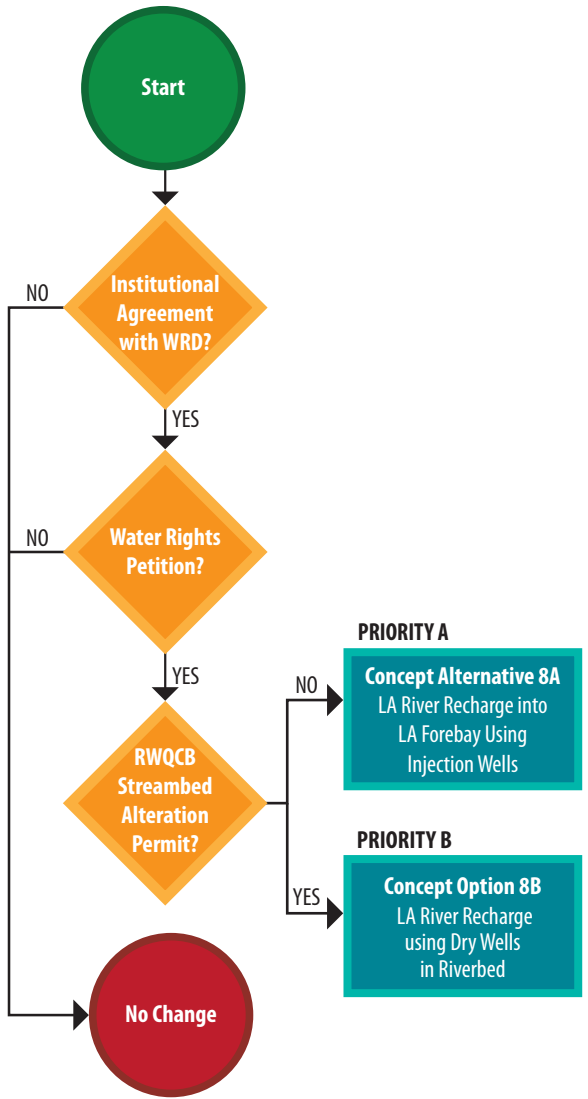 Start
Institutional
Agreement
with WRD?
NO
YES
Water Rights
Petition?
NO
YES
RWQCB
Streambed
Alteration
Permit?
NO
PRIORITY A
Concept Alternative 8A
LA River Recharge into
LA Forebay Using
Injection Wells
YES
PRIORITY B
Concept Option 8B
LA River Recharge
using Dry Wells
in Riverbed
No Change